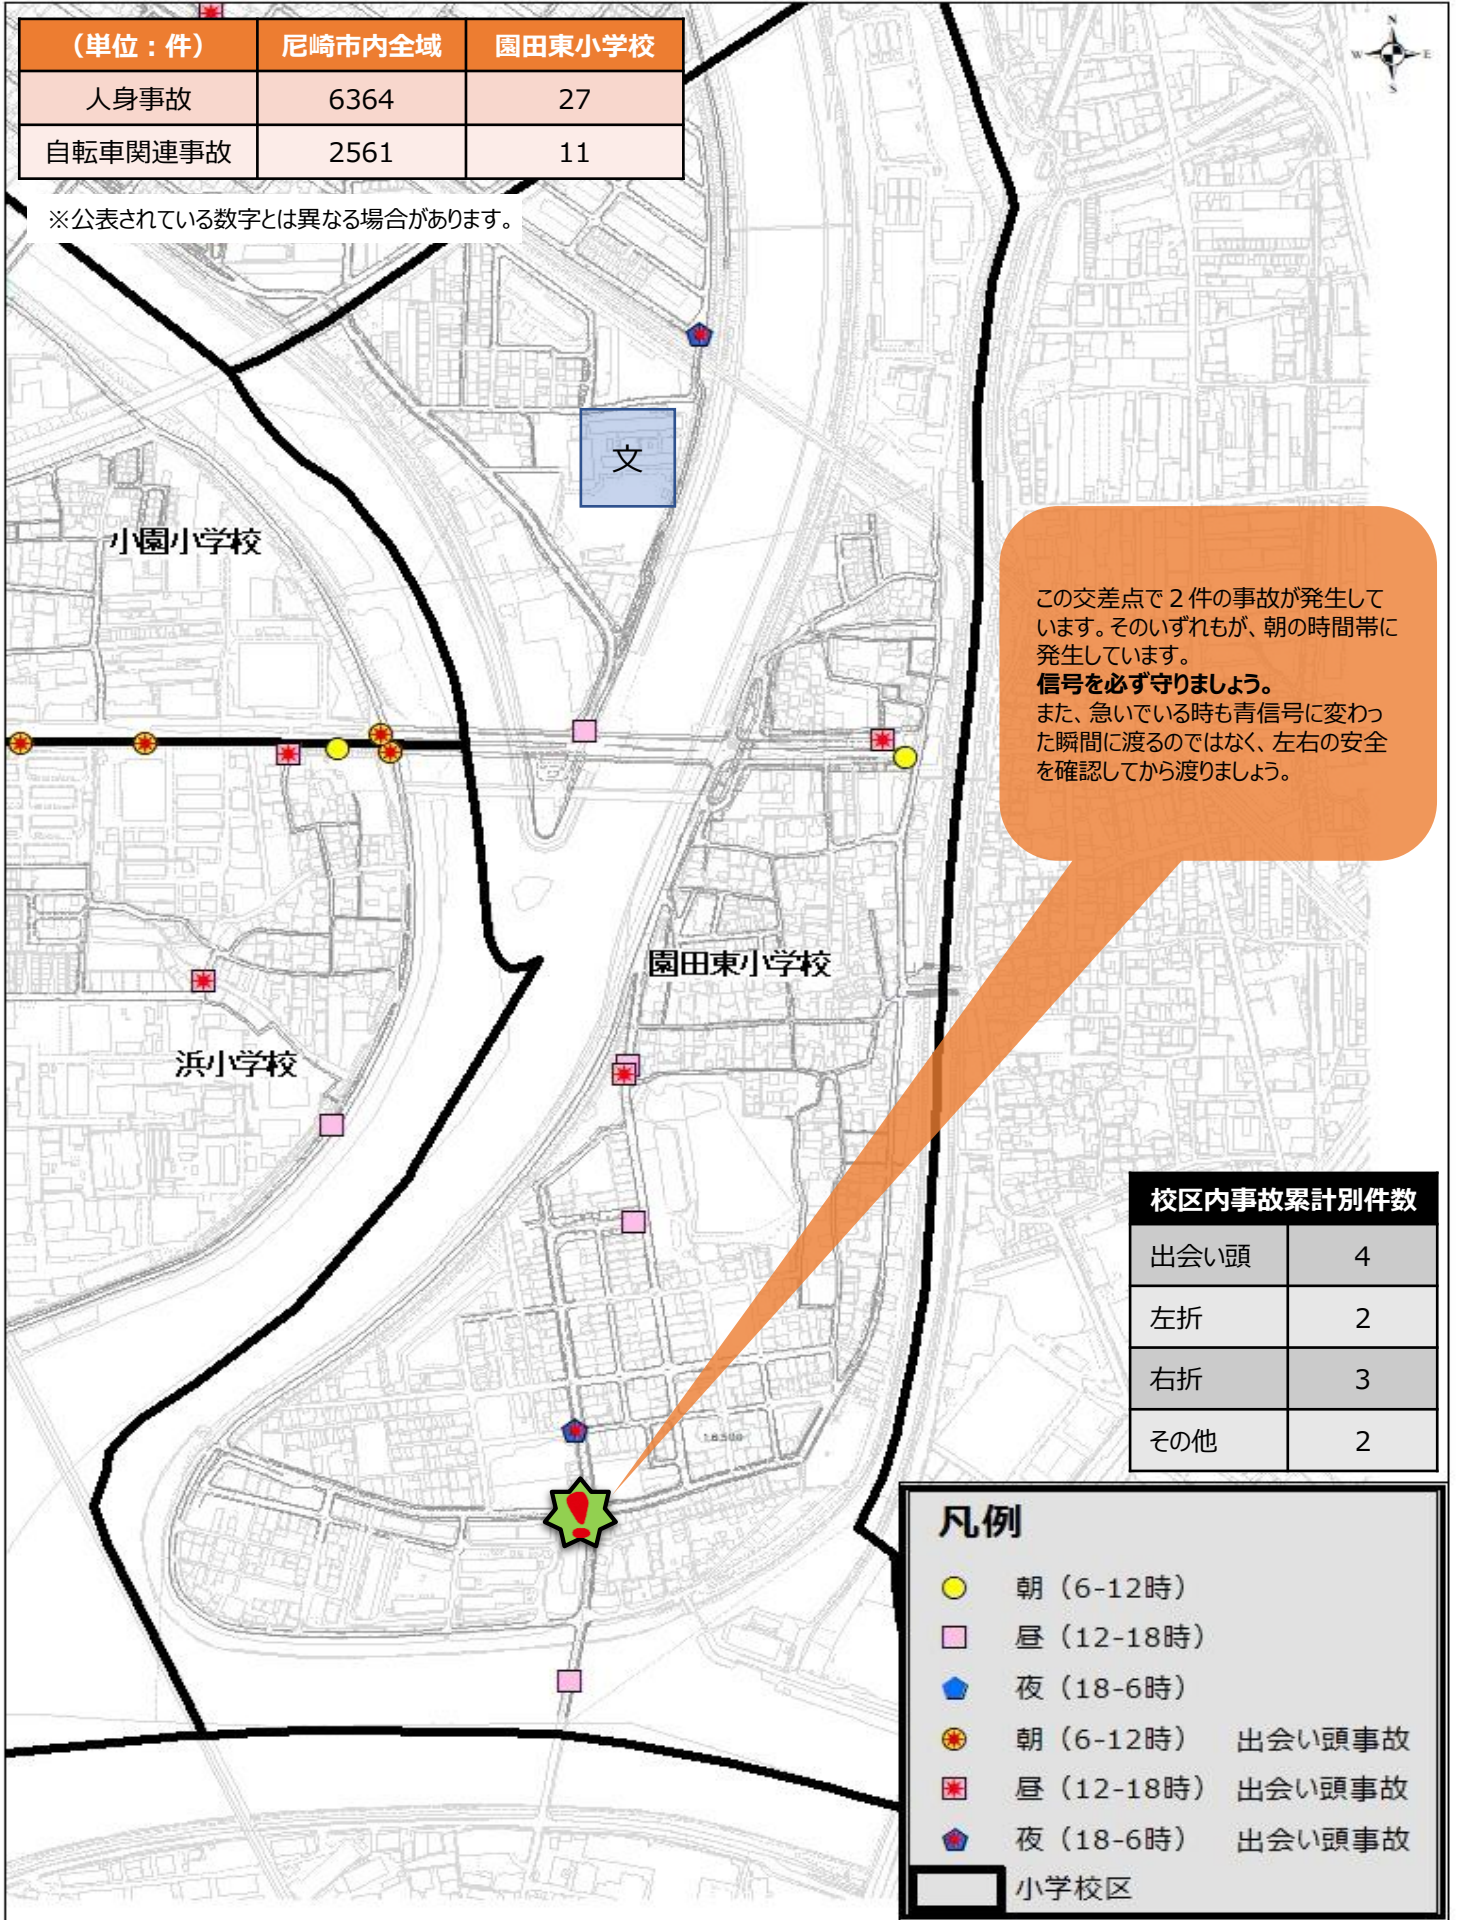 （単位：件） 尼崎市内全域 園田東小学校
人身事故 6364 27
自転車関連事故 2561 11
※公表されている数字とは異なる場合があります。
N
W E
S
文
小園小学校
この交差点で２件の事故が発生して
います。そのいずれもが、朝の時間帯に
発生しています。
信号を必ず守りましょう。
また、急いでいる時も青信号に変わっ
た瞬間に渡るのではなく、左右の安全
を確認してから渡りましょう。
園田東小学校
浜小学校
校区内事故累計別件数
出会い頭 4
左折 2
右折 3
その他 2
1:6,500
凡例
朝（6-12時）
昼（12-18時）
夜（18-6時）
朝（6-12時） 出会い頭事故
昼（12-18時） 出会い頭事故
夜（18-6時） 出会い頭事故
小学校区